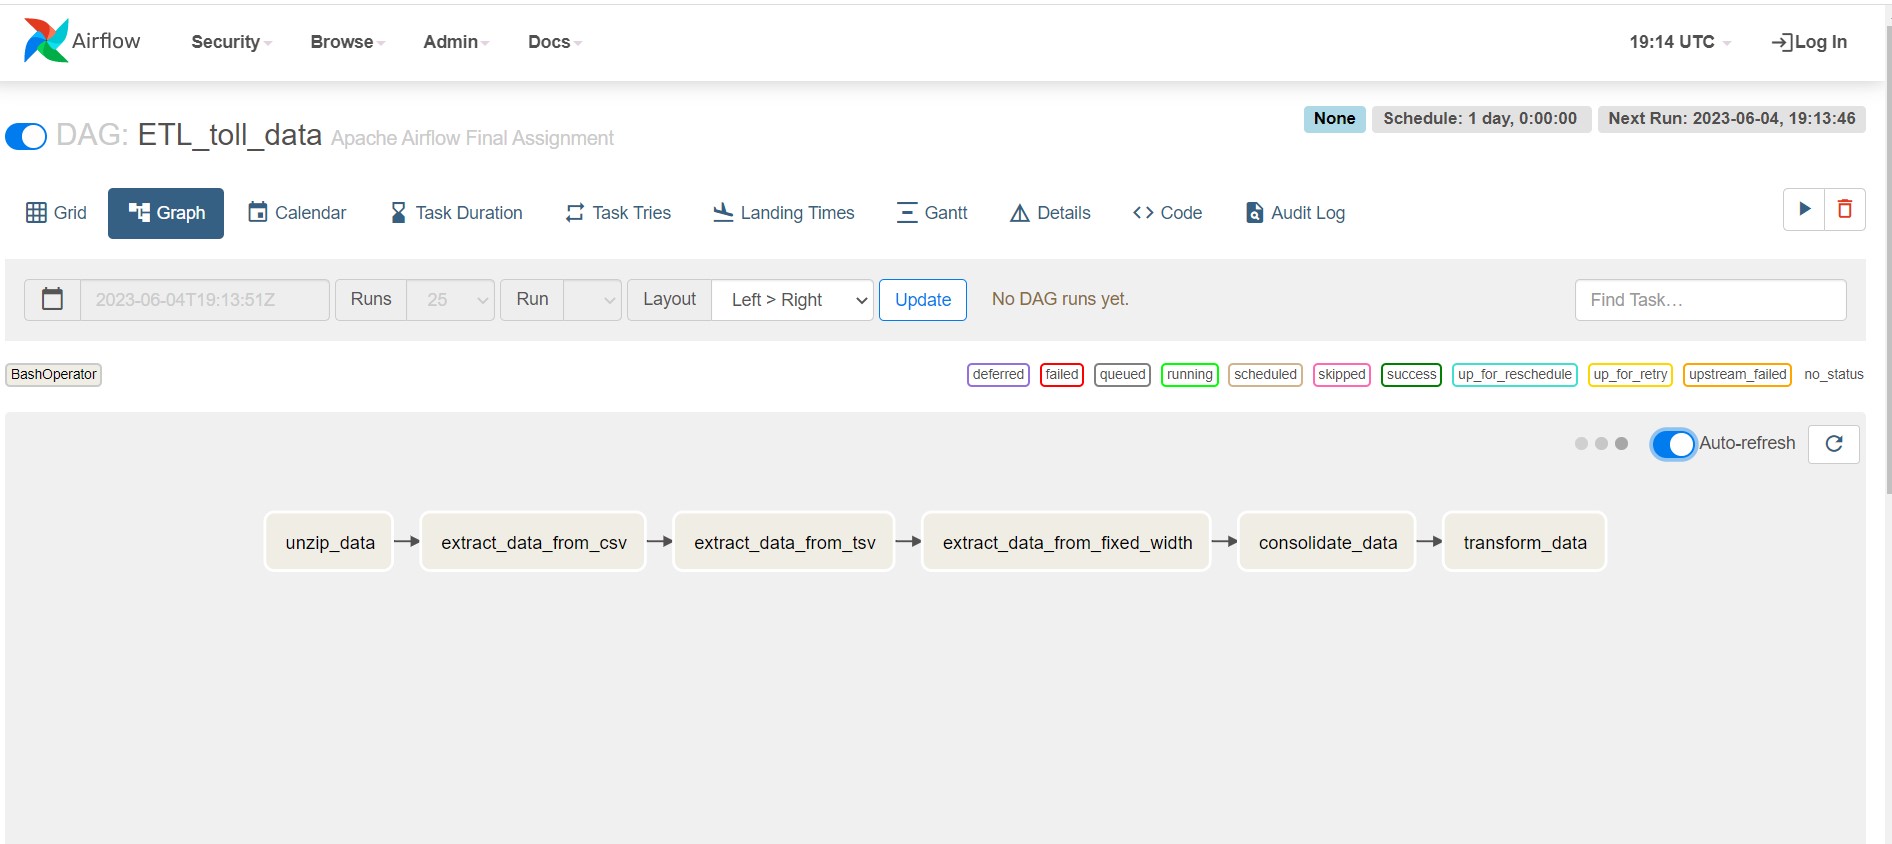 Airflow Security Browse Admin Docs 19:14 UTC Log In
None Schedule: 1 day, 0:00:00 Next Run: 2023-06-04, 19:13:46
DAG: ETL_toll_data Apache Airflow Final Assignment
Grid Graph Calendar Task Duration Task Tries Landing Times Gantt Details Code Audit Log
2023-06-04T19:13:51Z Runs 25 Run Layout Left > Right Update No DAG runs yet. Find Task...
BashOperator deferred failed queued running scheduled skipped success up_for_reschedule up_for_retry upstream_failed no_status
Auto-refresh
unzip_data extract_data_from_csv extract_data_from_tsv extract_data_from_fixed_width consolidate_data transform_data